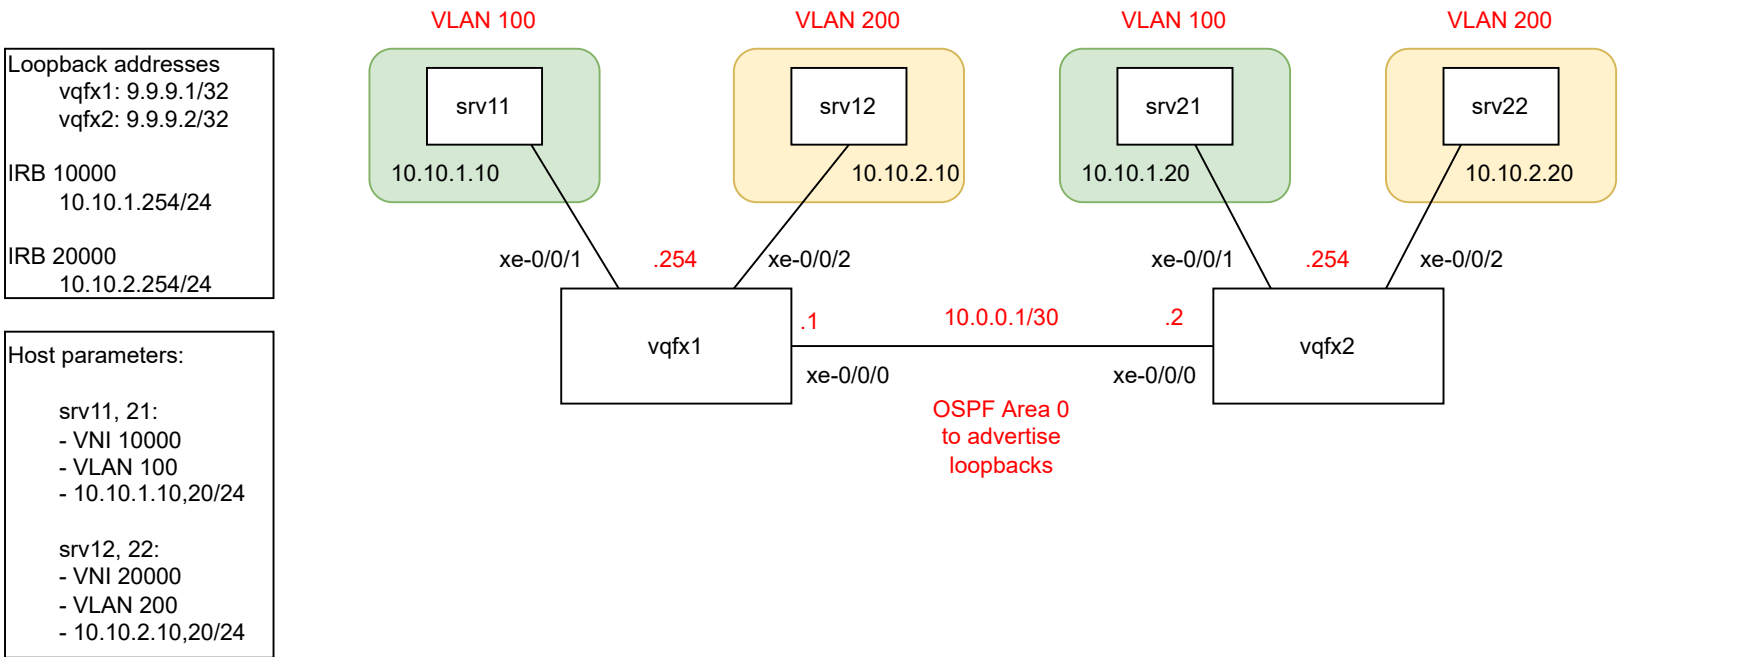 VLAN 100
VLAN 200
VLAN 100
VLAN 200
Loopback addresses
vqfx1: 9.9.9.1/32
vqfx2: 9.9.9.2/32
IRB 10000
10.10.1.254/24
IRB 20000
10.10.2.254/24
srv11
srv12
srv21
srv22
10.10.1.10
10.10.2.10
10.10.1.20
10.10.2.20
xe-0/0/1
.254
xe-0/0/2
xe-0/0/1
.254
xe-0/0/2
vqfx1
.1
10.0.0.1/30
.2
vqfx2
xe-0/0/0
xe-0/0/0
OSPF Area 0
to advertise
loopbacks
Host parameters:
srv11, 21:
- VNI 10000
- VLAN 100
- 10.10.1.10,20/24
srv12, 22:
- VNI 20000
- VLAN 200
- 10.10.2.10,20/24